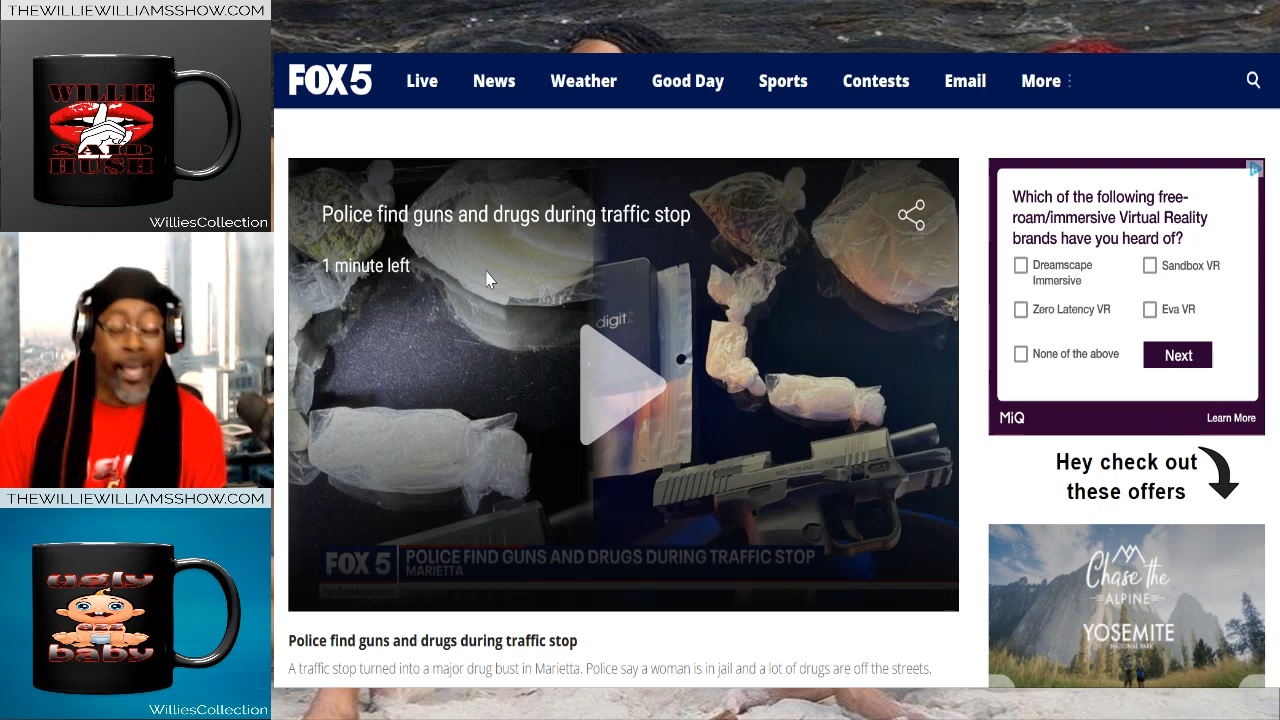 THEWILLIEWILLIAMSSHOW.COM
WILLIE
SAID
HUSH
WilliesCollection
THEWILLIEWILLIAMSSHOW.COM
ugly
baby
WilliesCollection
FOX 5 Live News Weather Good Day Sports Contests Email More
Police find guns and drugs during traffic stop
1 minute left
digitZ
FOX 5 POLICE FIND GUNS AND DRUGS DURING TRAFFIC STOP
MARIETTA
Police find guns and drugs during traffic stop
A traffic stop turned into a major drug bust in Marietta. Police say a woman is in jail and a lot of drugs are off the streets.
Which of the following free-
roam/immersive Virtual Reality
brands have you heard of?
Dreamscape Immersive
Sandbox VR
Zero Latency VR
Eva VR
None of the above
Next
MiQ
Learn More
Hey check out
these offers
Chase the
ALPINE
YOSEMITE
NATIONAL PARK